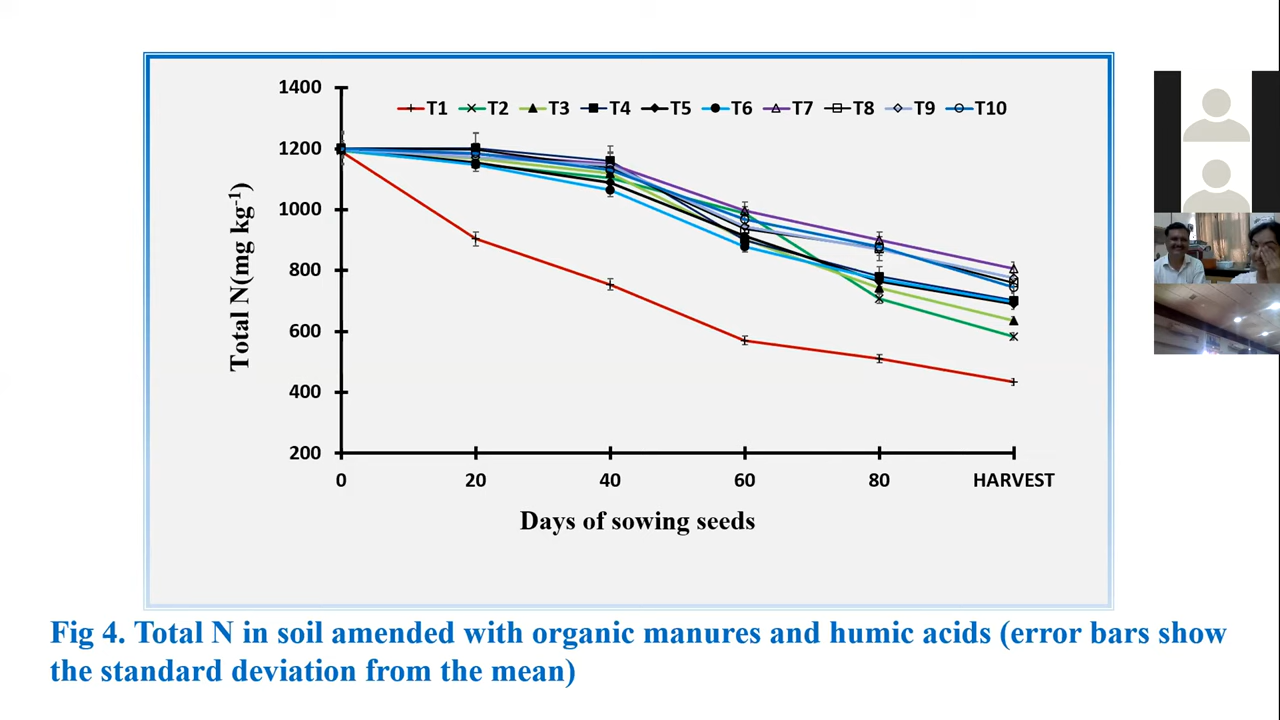 1400
T1 T2 T3 T4 T5 T6 T7 T8 T9 T10
1200
1000
800
600
400
200
Total N(mg kg-1)
0 20 40 60 80 HARVEST
Days of sowing seeds
Fig 4. Total N in soil amended with organic manures and humic acids (error bars show
the standard deviation from the mean)